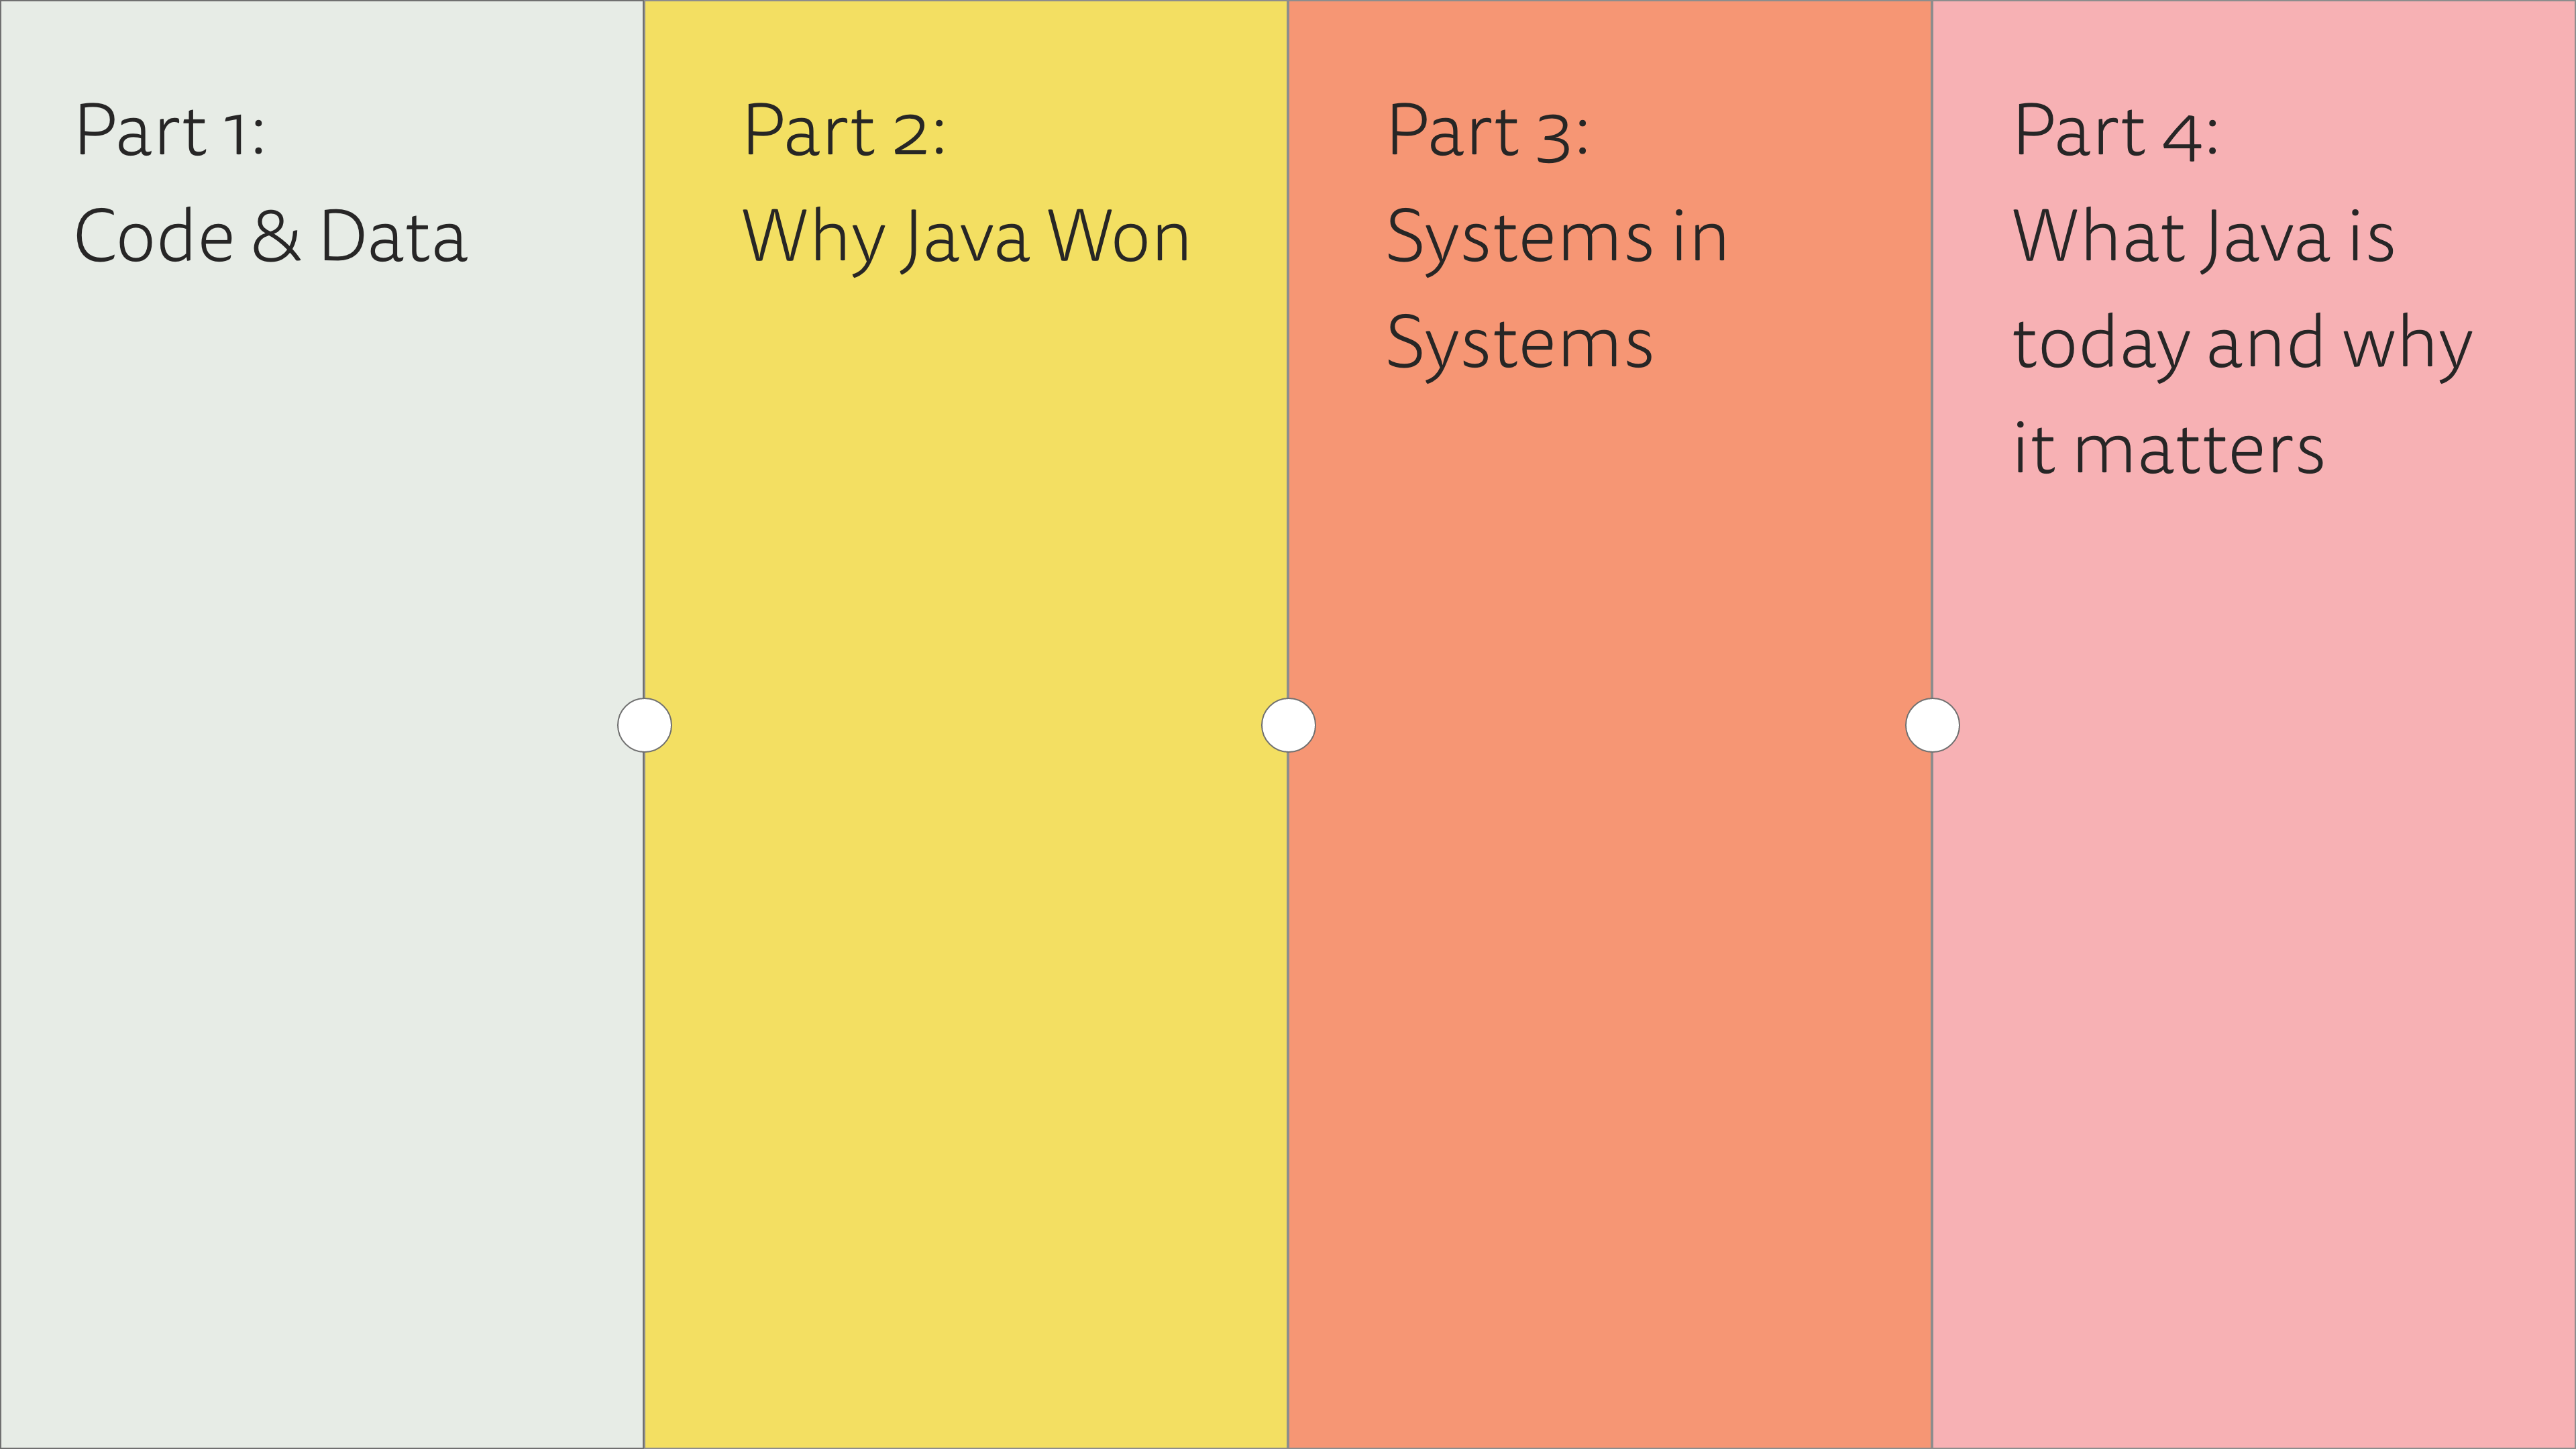 Part 1:
Code & Data
Part 2:
Why Java Won
Part 3:
Systems in
Systems
Part 4:
What Java is
today and why
it matters